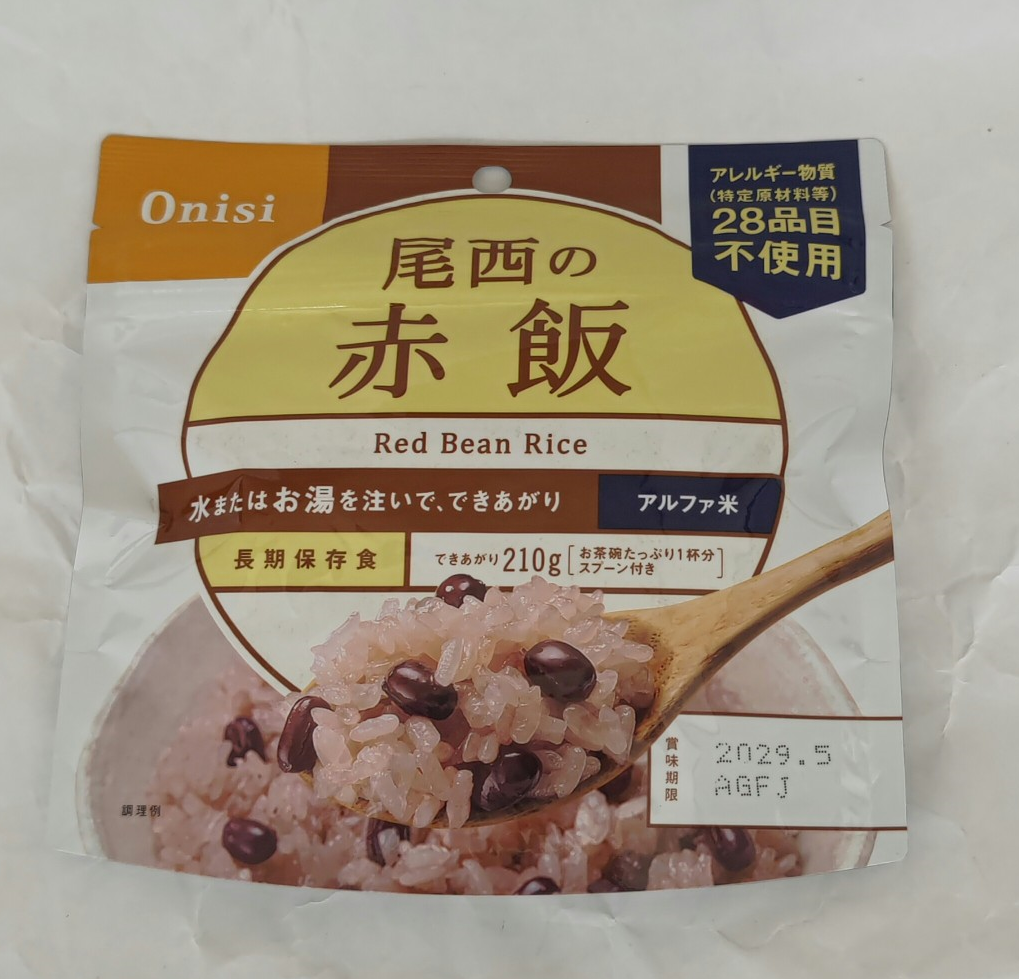 Onisi
アレルギー物質
(特定原材料等)
28品目
不使用
尾西の
赤飯
Red Bean Rice
水またはお湯を注いで、できあがり
アルファ米
長期保存食
できあがり210g[お茶碗たっぷり1杯分
スプーン付き]
賞味期限
2029.5
AGFJ
調理例